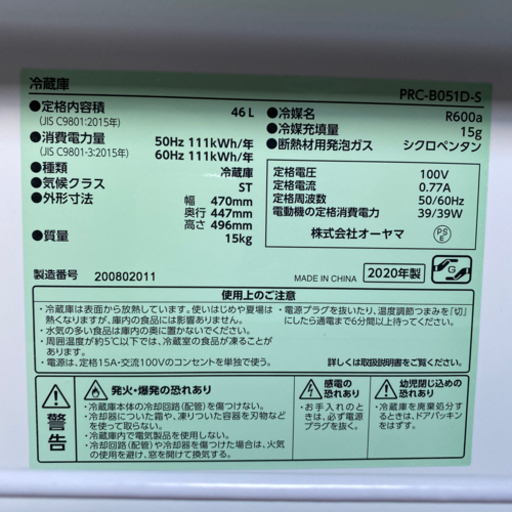 冷蔵庫
PRC-B051D-S
●定格内容積 46L
(JIS C9801:2015年)
●消費電力量 50Hz 111kWh/年
(JIS C9801-3:2015年) 60Hz 111kWh/年
●種類 冷蔵庫
●気候クラス ST
●外形寸法 幅 470mm
奥行 447mm
高さ 496mm
●質量 15kg
●冷媒名 R600a
●冷媒充填量 15g
●断熱材用発泡ガス シクロペンタン
定格電圧 100V
定格電流 0.77A
定格周波数 50/60Hz
電動機の定格消費電力 39/39W
株式会社オーヤマ
PS
E
製造番号 200802011
MADE IN CHINA
2020年製
G
使用上のご注意
・冷蔵庫は表面から放熱しています。使いはじめや夏場は
熱くなりますが、庫内の食品には影響ありません。
・水気の多い食品は庫内の奥に置かないでください。
・周囲温度が約5℃以下では、冷蔵室の食品が凍ることが
あります。
・電源は、定格15A・交流100Vのコンセントを単独で使う。
・電源プラグを抜いたり、温度調節つまみを「切」
にしたら通電まで6分間以上待ってください。
詳しくは取扱説明書をご覧ください。
警告
発火・爆発の恐れあり
・冷蔵庫本体の冷却回路(配管)を傷つけない。
・冷却器についた霜や、凍りついた容器を刃物など
を使って取らない。
・冷蔵庫内で電気製品を使用しない。
・冷却回路(配管)や冷却器を傷つけた場合は、火気
の使用を避け、窓を開けて換気する。
感電の
恐れあり
・お手入れのと
きは、必ず電源
プラグを抜く。
幼児閉じ込めの
恐れあり
・冷蔵庫を廃棄処分す
るときは、ドアパッキン
をはずす。